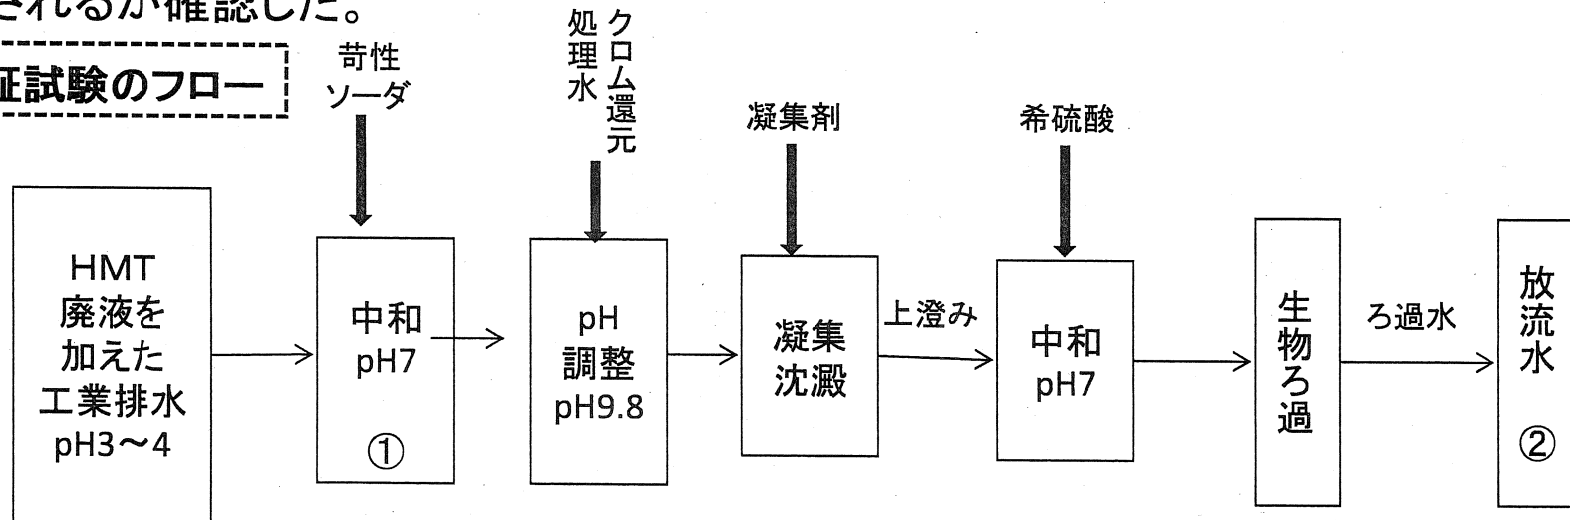 されるか確認した。
証試験のフロー
苛性
ソーダ
クロム還元
処理水
凝集剤
希硫酸
HMT
廃液を
加えた
工業排水
pH3～4
中和
pH7
①
pH
調整
pH9.8
凝集
沈澱
上澄み
中和
pH7
生物ろ過
ろ過水
放流水
②